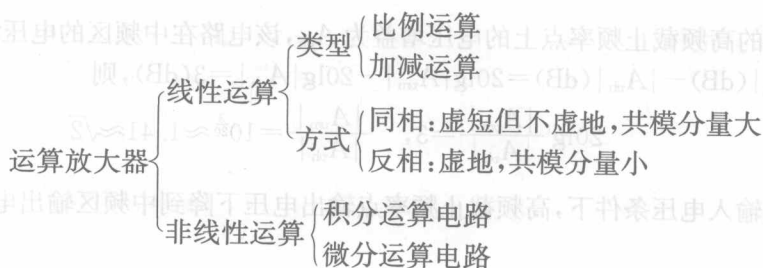 比例运算
类型
加减运算
线性运算
同相:虚短但不虚地,共模分量大
方式
反相:虚地,共模分量小
运算放大器
积分运算电路
非线性运算
微分运算电路